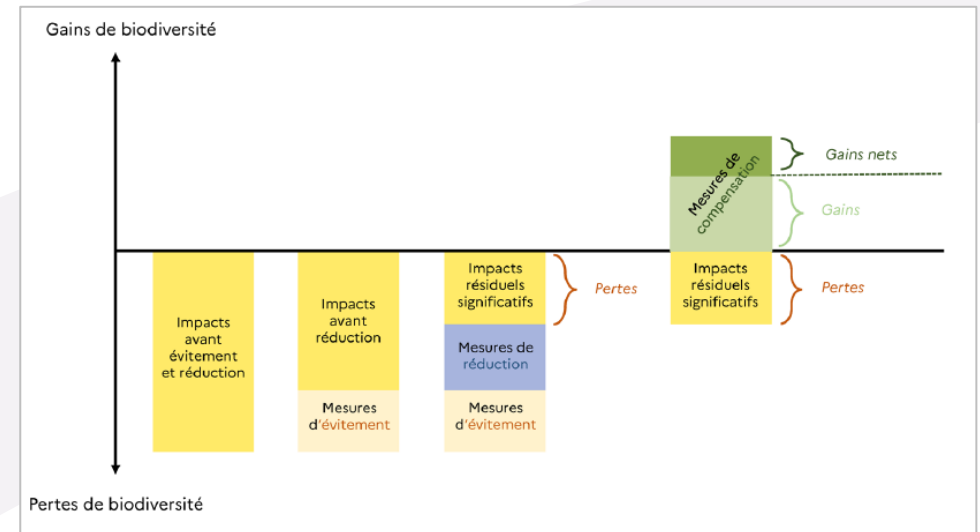 Gains de biodiversité
Mesures de
compensation
Gains nets
Gains
Impacts
avant
évitement
et réduction
Impacts
avant
réduction
Mesures
d'évitement
Impacts
résiduels
significatifs
Pertes
Mesures de
réduction
Mesures
d'évitement
Impacts
résiduels
significatifs
Pertes
Pertes de biodiversité